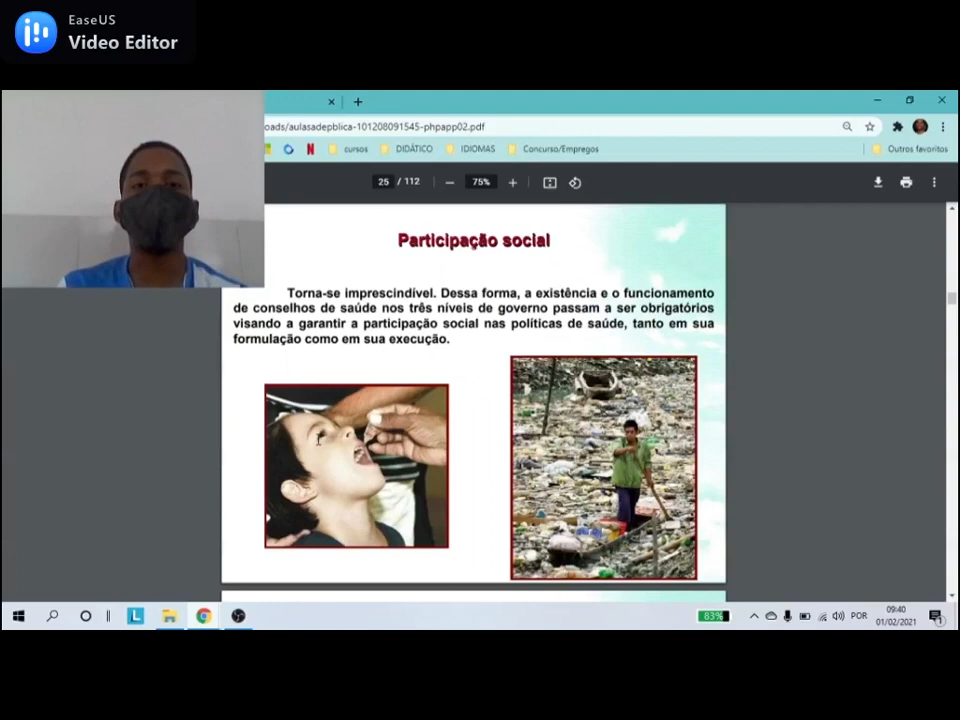 EaseUS
Video Editor
oads/aulasadepblica-101208091545-phpapp02.pdf
cursos
DIDÁTICO
IDIOMAS
Concurso/Empregos
Outros favoritos
25 / 112
75%
Participação social
Torna-se imprescindível. Dessa forma, a existência e o funcionamento
de conselhos de saúde nos três níveis de governo passam a ser obrigatórios
visando a garantir a participação social nas políticas de saúde, tanto em sua
formulação como em sua execução.
83%
POR
09:40
01/02/2021